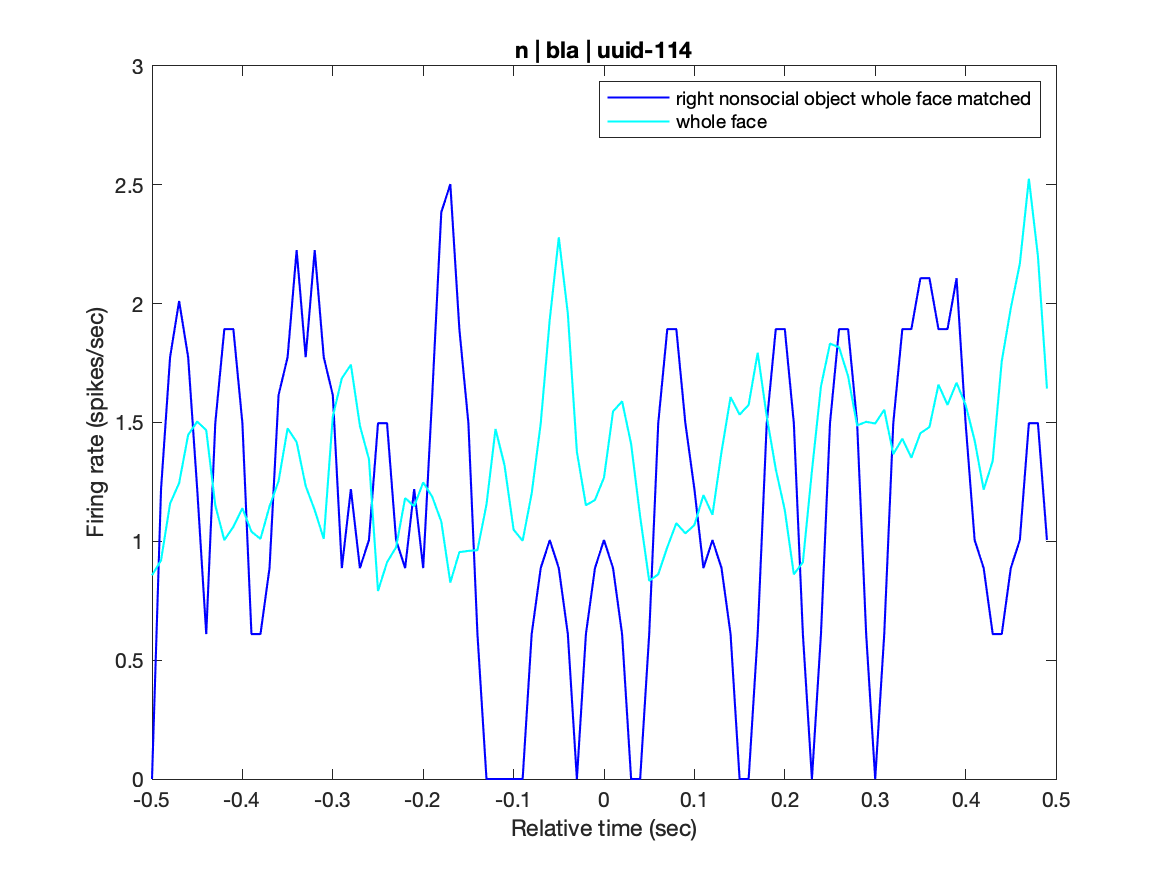 n | bla | uuid-114
right nonsocial object whole face matched
whole face
Firing rate (spikes/sec)
3
2.5
2
1.5
1
0.5
0
-0.5 -0.4 -0.3 -0.2 -0.1 0 0.1 0.2 0.3 0.4 0.5
Relative time (sec)